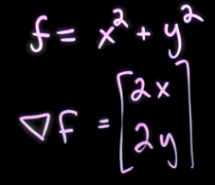 f = x² + y²
∇f = [2x
2y]